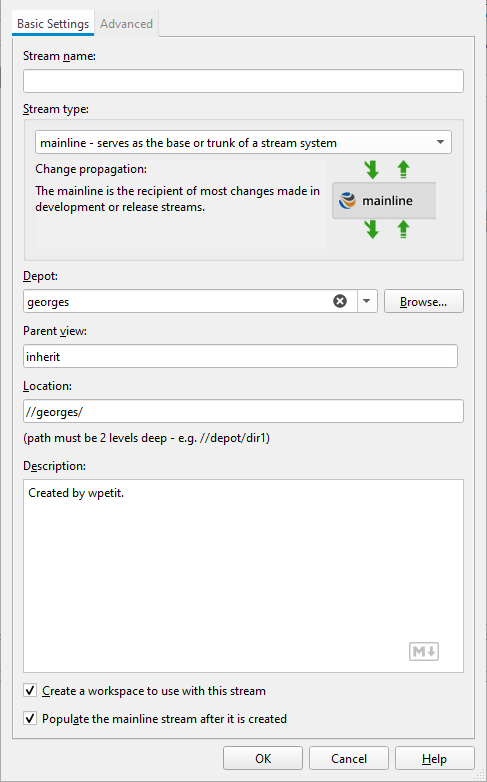 Basic Settings
Advanced
Stream name:
Stream type:
mainline - serves as the base or trunk of a stream system
Change propagation:
The mainline is the recipient of most changes made in
development or release streams.
mainline
Depot:
georges
Browse...
Parent view:
inherit
Location:
//georges/
(path must be 2 levels deep - e.g. //depot/dir1)
Description:
Created by wpetit.
M
Create a workspace to use with this stream
Populate the mainline stream after it is created
OK
Cancel
Help